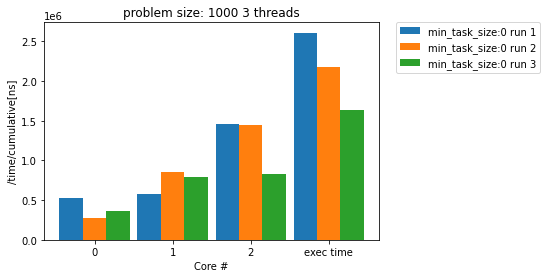 problem size: 1000 3 threads
1e6
2.5
2.0
1.5
1.0
0.5
0.0
/time/cumulative[ns]
0 1 2 exec time
Core #
min_task_size:0 run 1
min_task_size:0 run 2
min_task_size:0 run 3